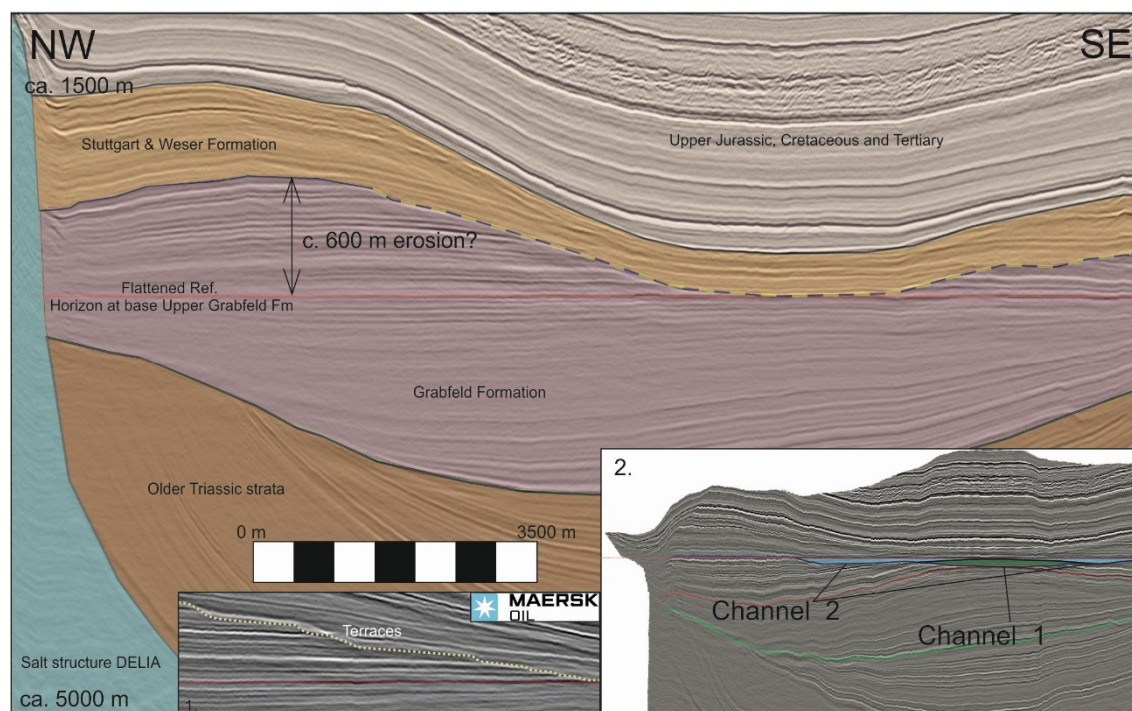 NW
SE
ca. 1500 m
Stuttgart & Weser Formation
Upper Jurassic, Cretaceous and Tertiary
c. 600 m erosion?
Flattened Ref.
Horizon at base Upper Grabfeld Fm
Grabfeld Formation
Older Triassic strata
0 m
3500 m
Salt structure DELIA
ca. 5000 m
1.
Terraces
MAERSK
OIL
2.
Channel 2
Channel 1